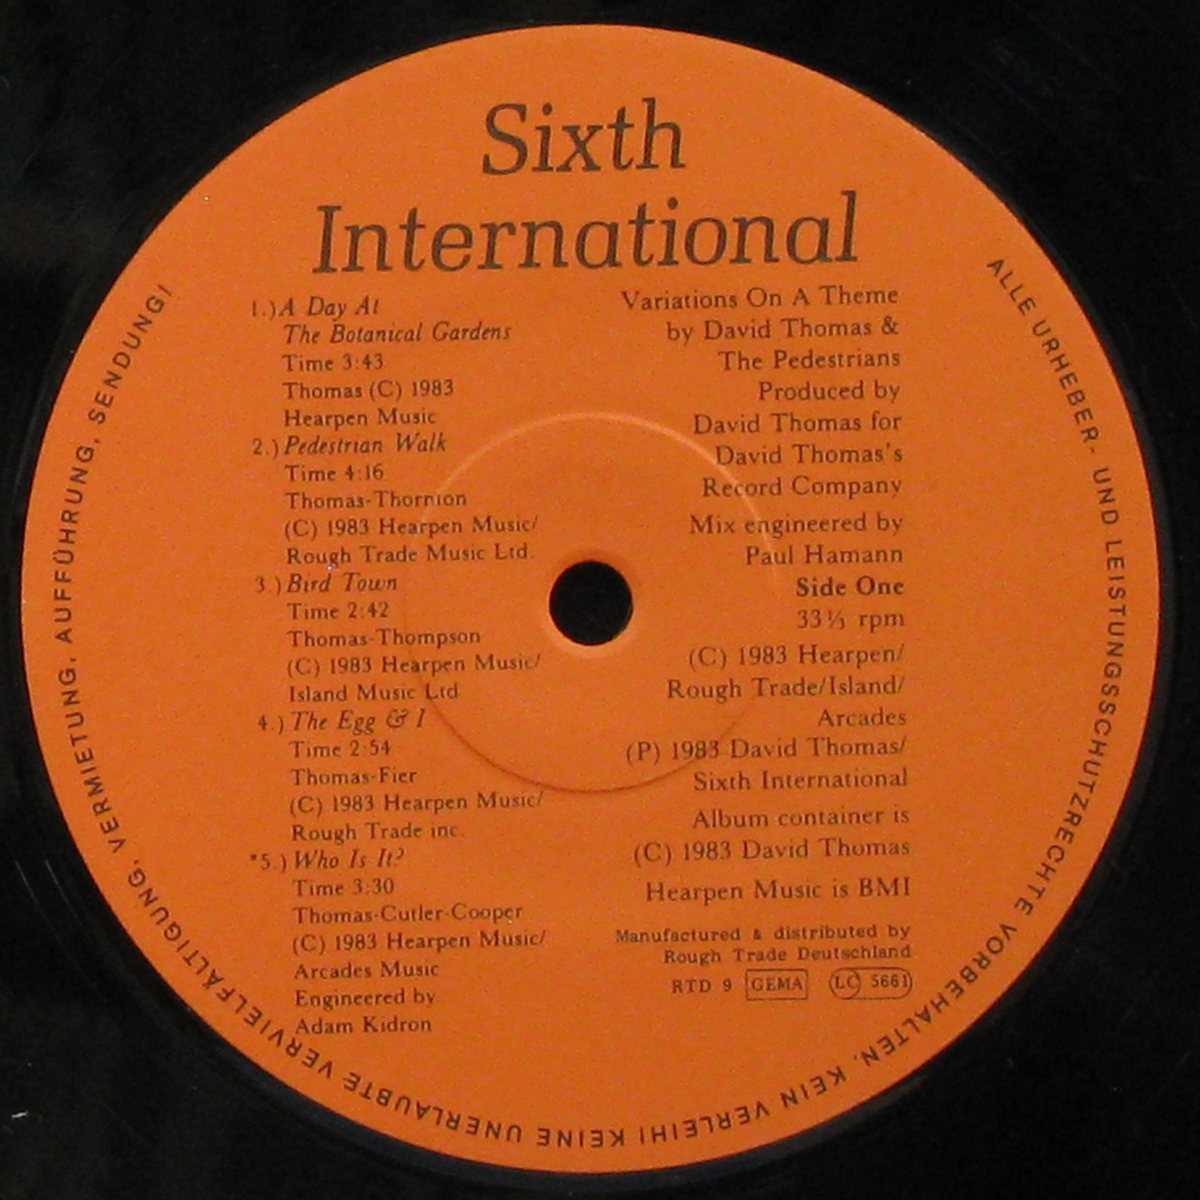 Sixth
International
1.) A Day At
The Botanical Gardens
Time 3:43
Thomas (C) 1983
Hearpen Music
2.) Pedestrian Walk
Time 4:16
Thomas-Thornton
(C) 1983 Hearpen Music/
Rough Trade Music Ltd.
3.) Bird Town
Time 2:42
Thomas-Thompson
(C) 1983 Hearpen Music/
Island Music Ltd
4.) The Egg & I
Time 2:54
Thomas-Fier
(C) 1983 Hearpen Music/
Rough Trade inc.
*5.) Who Is It?
Time 3:30
Thomas-Cutler-Cooper
(C) 1983 Hearpen Music/
Arcades Music
Engineered by
Adam Kidron
Variations On A Theme
by David Thomas &
The Pedestrians
Produced by
David Thomas for
David Thomas's
Record Company
Mix engineered by
Paul Hamann
Side One
33⅓ rpm
(C) 1983 Hearpen/
Rough Trade/Island/
Arcades
(P) 1983 David Thomas/
Sixth International
Album container is
(C) 1983 David Thomas
Hearpen Music is BMI
Manufactured & distributed by
Rough Trade Deutschland
RTD 9 GEMA LC 5661
ALLE URHEBER- UND LEISTUNGSSCHUTZRECHTE VORBEHALTEN, KEIN VERLEIH! KEINE UNERLAUBTE VERVIELFÄLTIGUNG, VERMIETUNG, AUFFÜHRUNG, SENDUNG!